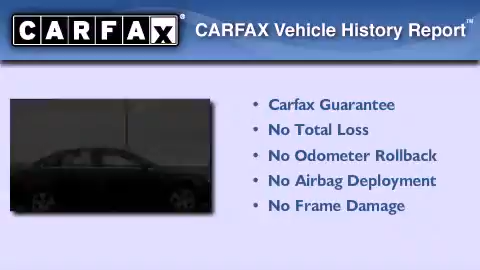 CARFAX® CARFAX Vehicle History Report™
• Carfax Guarantee
• No Total Loss
• No Odometer Rollback
• No Airbag Deployment
• No Frame Damage